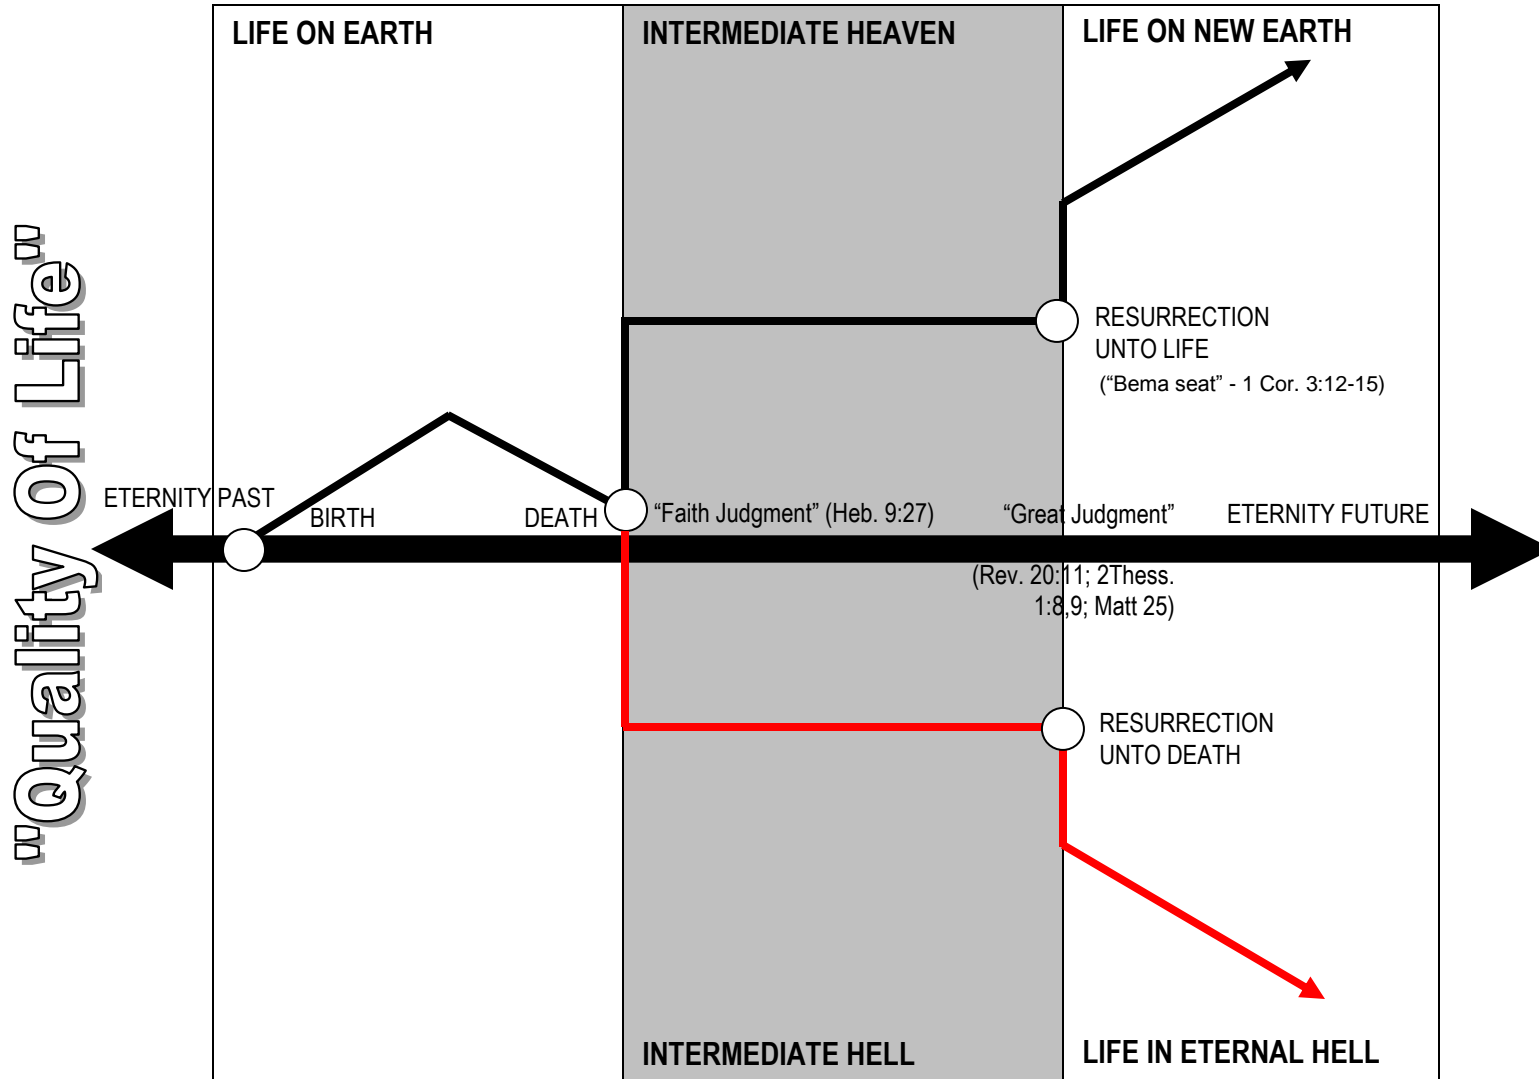 LIFE ON EARTH
INTERMEDIATE HEAVEN
LIFE ON NEW EARTH
"Quality Of Life"
RESURRECTION
UNTO LIFE
(“Bema seat” - 1 Cor. 3:12-15)
ETERNITY PAST
BIRTH
DEATH
“Faith Judgment” (Heb. 9:27)
“Great Judgment”
ETERNITY FUTURE
(Rev. 20:11; 2Thess.
1:8,9; Matt 25)
RESURRECTION
UNTO DEATH
INTERMEDIATE HELL
LIFE IN ETERNAL HELL